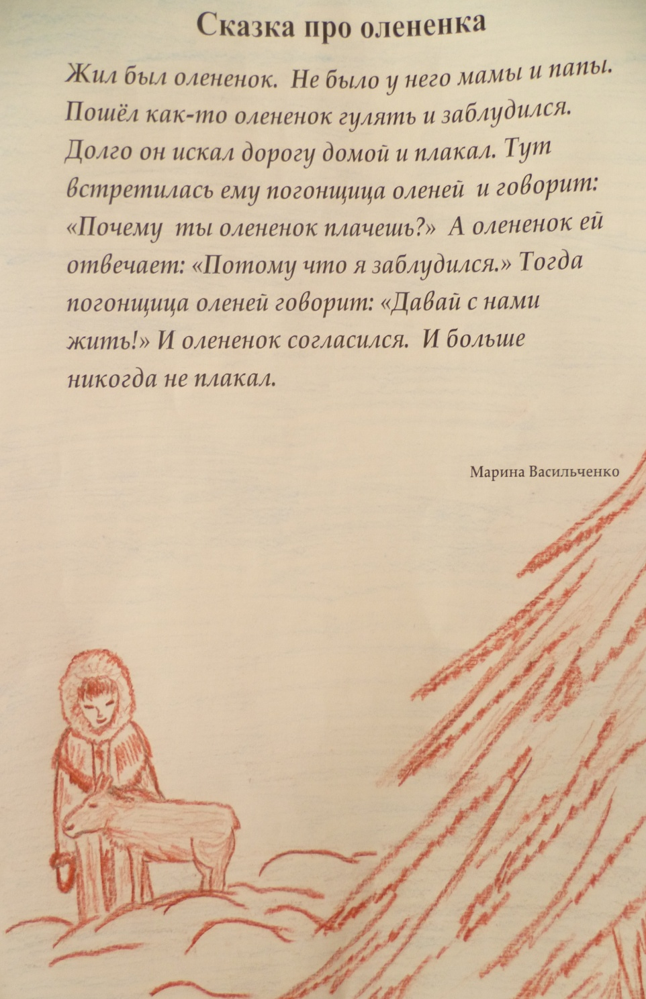 Сказка про олененка
Жил был олененок. Не было у него мамы и папы.
Пошёл как-то олененок гулять и заблудился.
Долго он искал дорогу домой и плакал. Тут
встретилась ему погонщица оленей и говорит:
«Почему ты олененок плачешь?» А олененок ей
отвечает: «Потому что я заблудился.» Тогда
погонщица оленей говорит: «Давай с нами
жить!» И олененок согласился. И больше
никогда не плакал.
Марина Васильченко